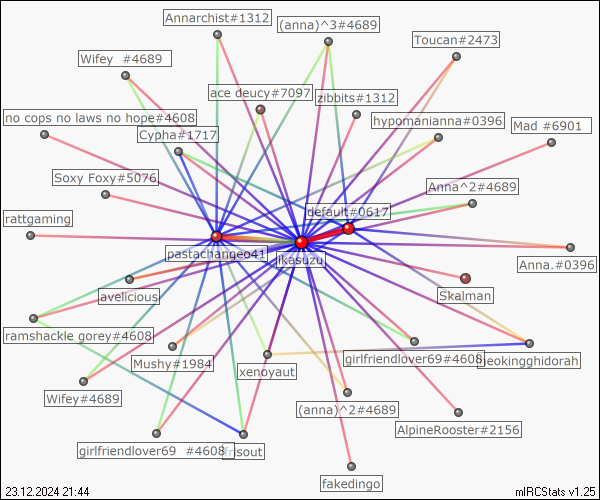 Annarchist#1312
(anna)^3#4689
Toucan#2473
Wifey  #4689
ace deucy#7097
zibbits#1312
no cops no laws no hope#4608
hypomanianna#0396
Mad #6901
Cypha#1717
Soxy Foxy#5076
Anna^2#4689
rattgaming
default#0617
pastachangeo41
jkasuzu
Anna.#0396
avelicious
Skalman
ramshackle gorey#4608
Mushy#1984
xenoyaut
girlfriendlover69#4608
Wifey#4689
(anna)^2#4689
AlpineRooster#2156
girlfriendlover69  #4608
frisout
fakedingo
23.12.2024 21:44
mIRCStats v1.25